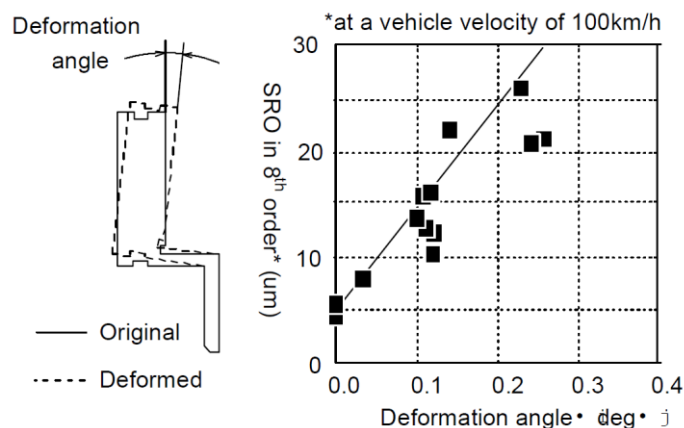 Deformation
angle
Original
Deformed
*at a vehicle velocity of 100km/h
SRO in 8th order* (um)
30
20
10
0
0.0 0.1 0.2 0.3 0.4
Deformation angle・ deg・ j